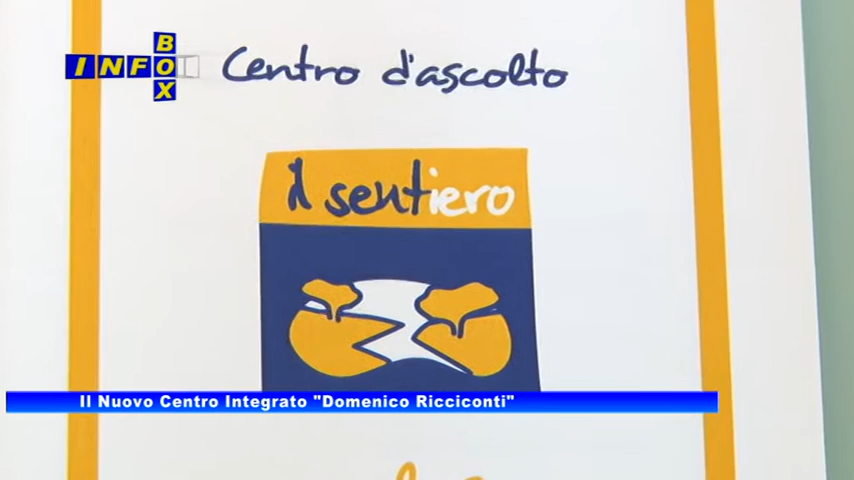 INFO BOX
Centro d'ascolto
il sentiero
Il Nuovo Centro Integrato "Domenico Ricciconti"